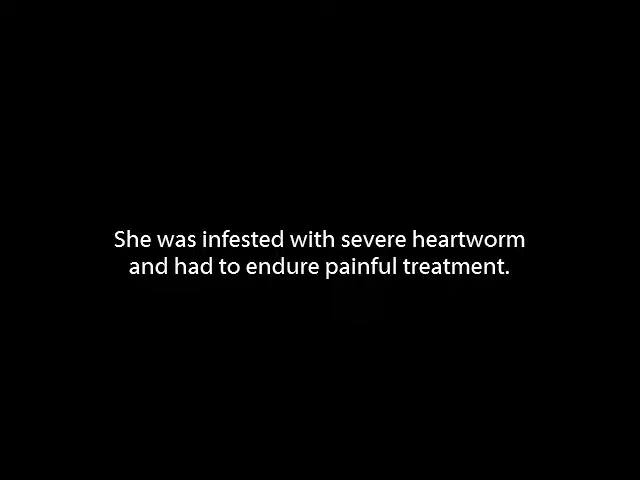 She was infested with severe heartworm
and had to endure painful treatment.